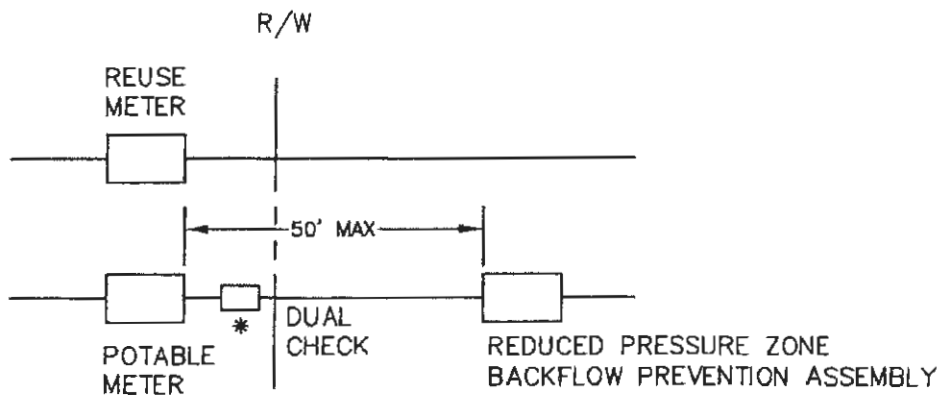 R/W
REUSE
METER
50' MAX
*
DUAL
CHECK
POTABLE
METER
REDUCED PRESSURE ZONE
BACKFLOW PREVENTION ASSEMBLY